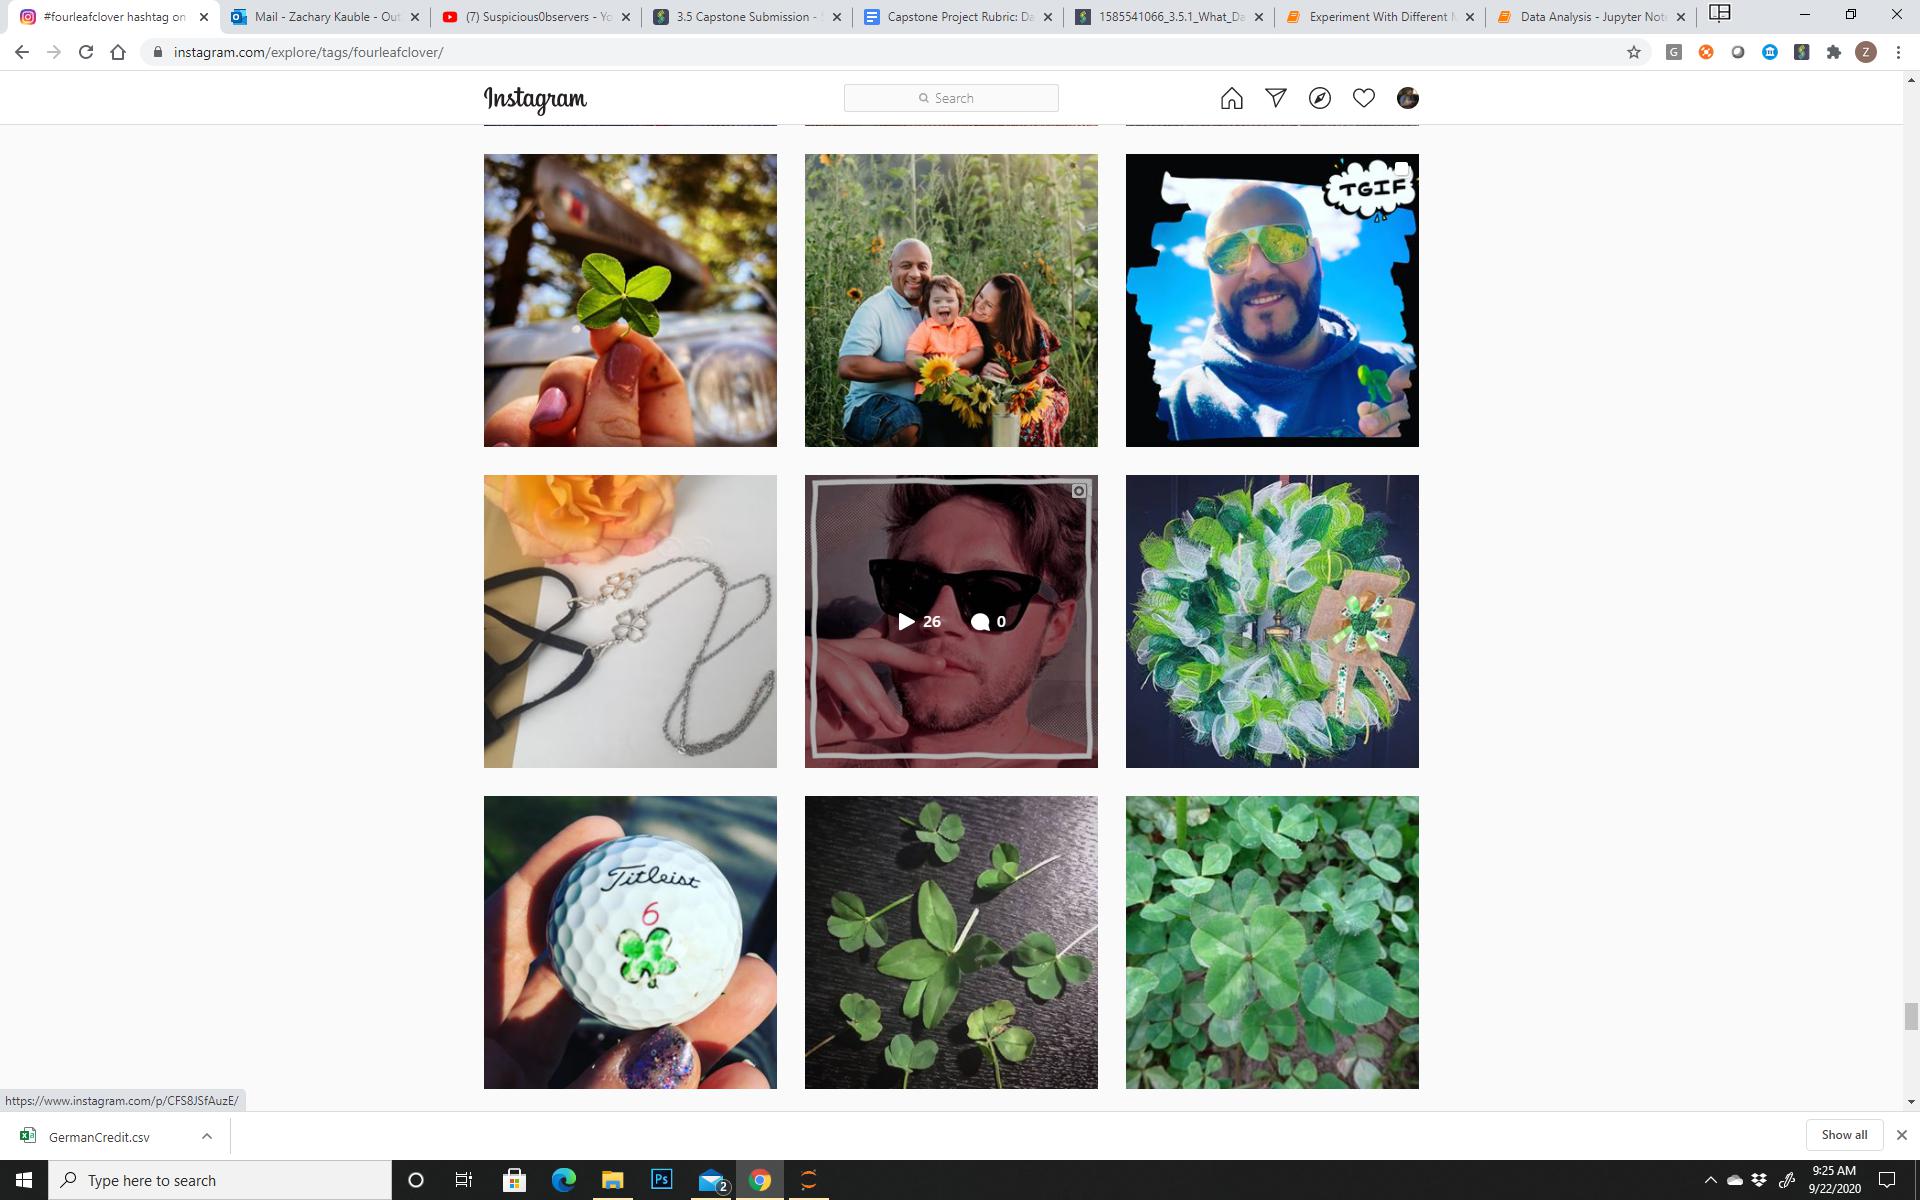 #fourleafclover hashtag on
Mail - Zachary Kauble - Out
(7) Suspicious0bservers - Yo
3.5 Capstone Submission -
Capstone Project Rubric: Da
1585541066_3.5.1_What_Da
Experiment With Different
Data Analysis - Jupyter Not
instagram.com/explore/tags/fourleafclover/
G
Z
Instagram
Search
TGIF
26
0
Titleist
6
https://www.instagram.com/p/CFS8JSfAuzE/
GermanCredit.csv
Show all
Type here to search
Ps
2
9:25 AM
9/22/2020